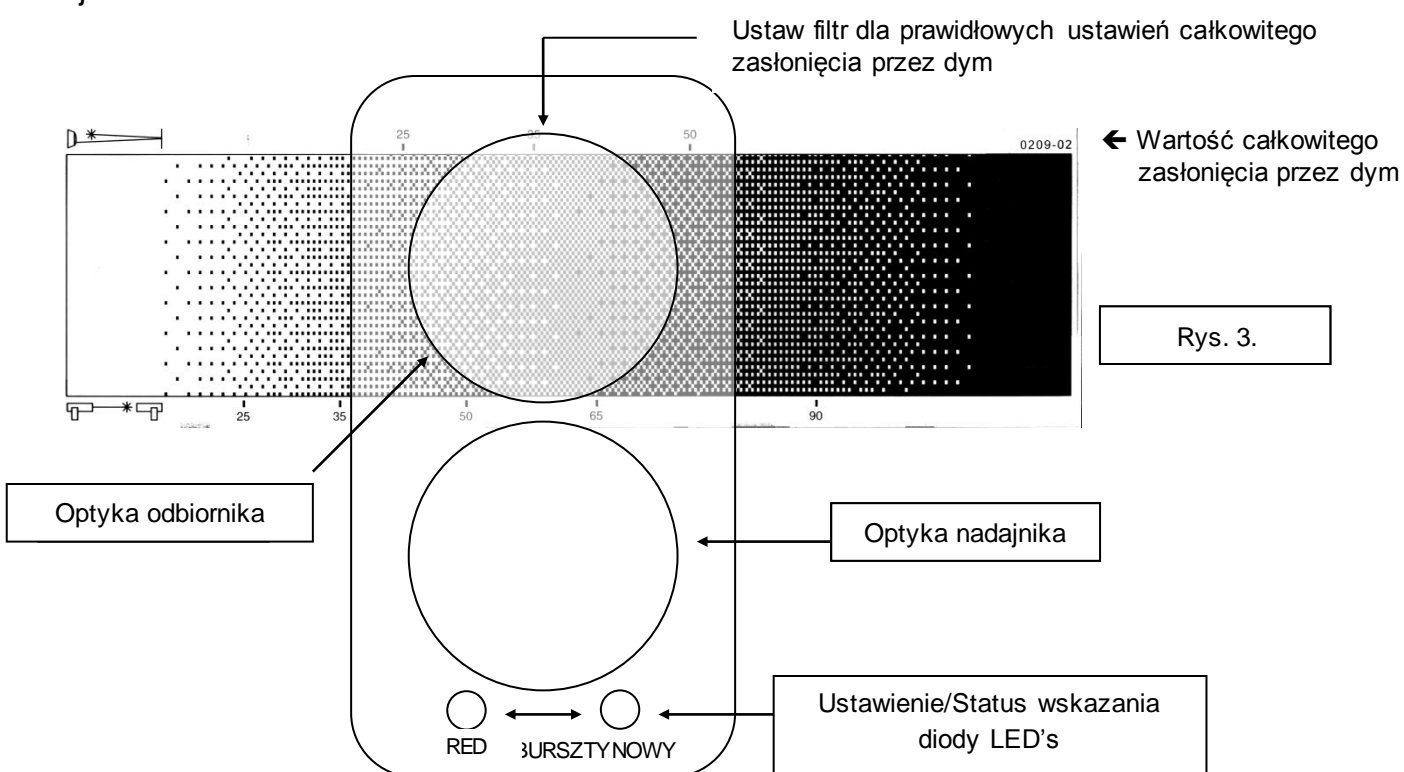 Ustaw filtr dla prawidłowych ustawień całkowitego
zasłonięcia przez dym
25
35
50
0209-02
← Wartość całkowitego
zasłonięcia przez dym
Rys. 3.
25
35
50
65
90
Optyka odbiornika
Optyka nadajnika
Ustawienie/Status wskazania
diody LED's
RED
BURSZTYNOWY